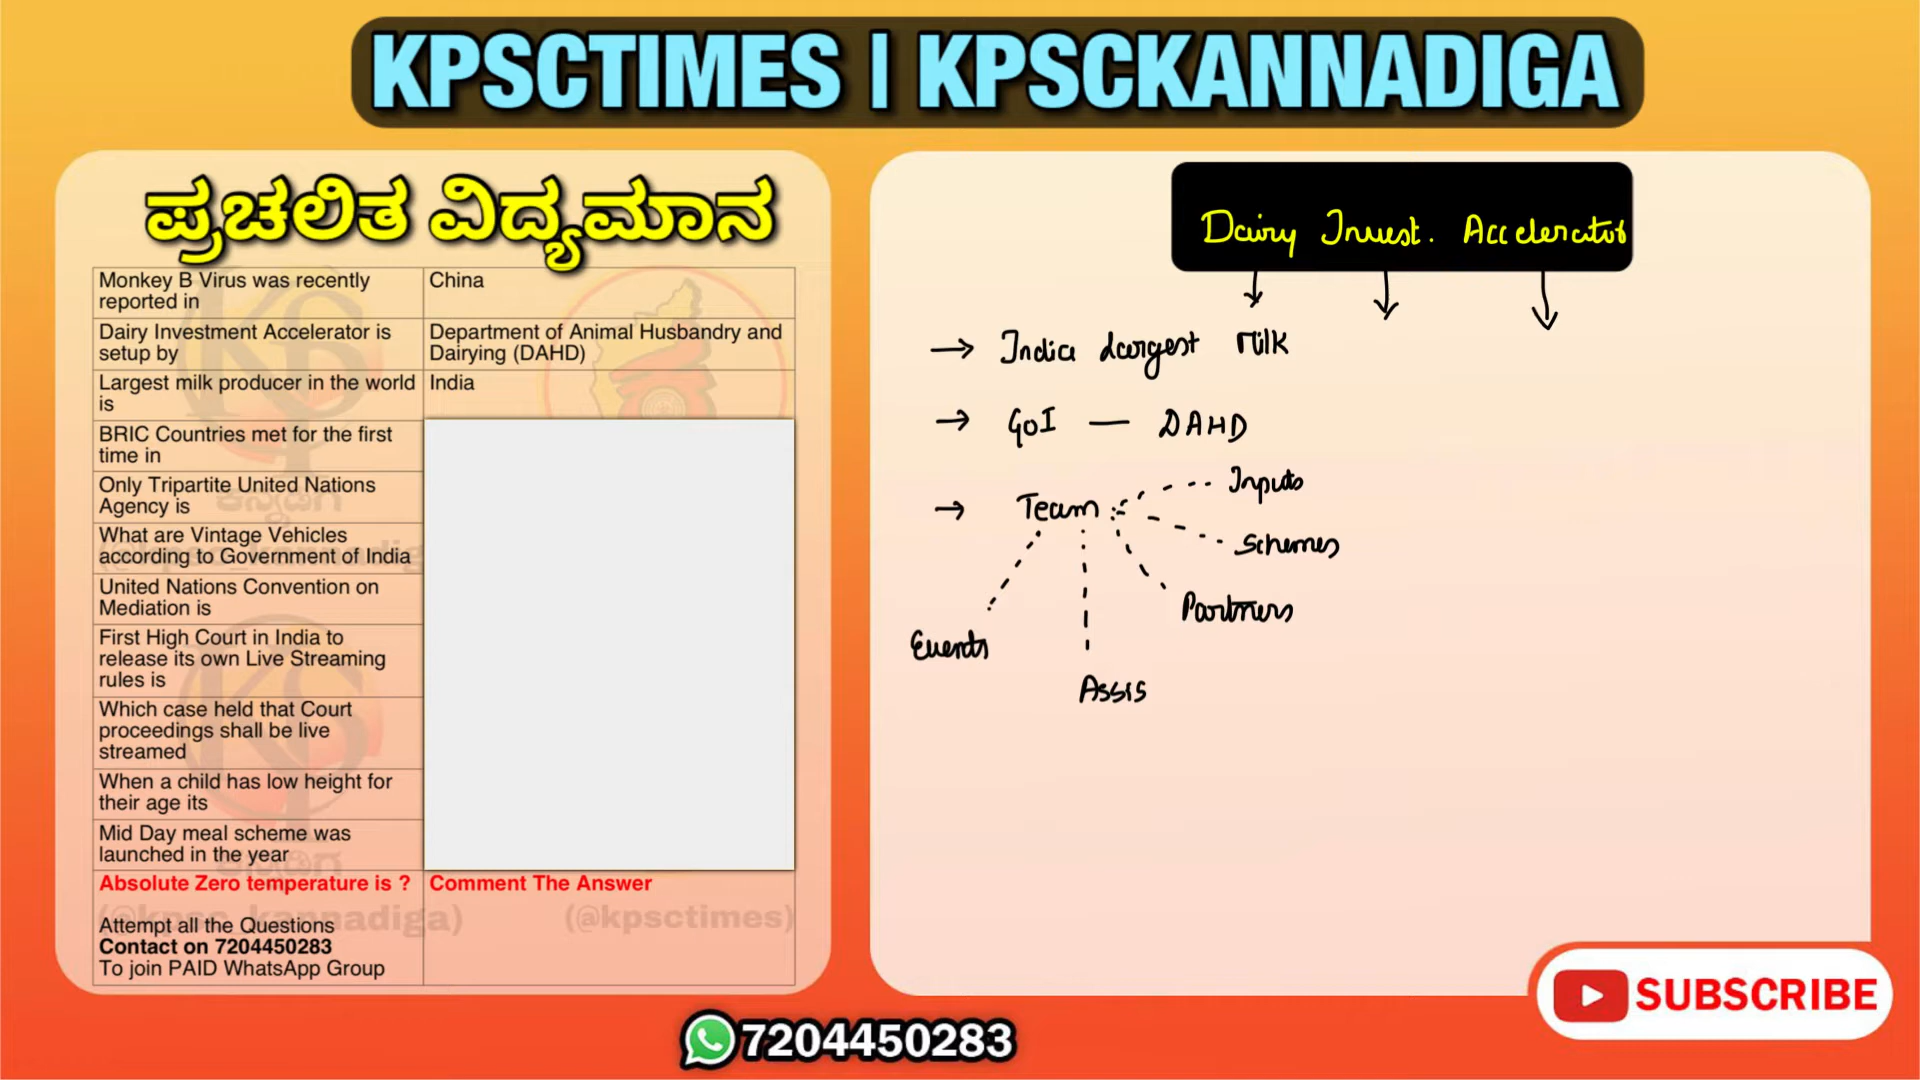 KPSCTIMES | KPSCKANNADIGA
ಪ್ರಚಲಿತ ವಿದ್ಯಮಾನ
Monkey B Virus was recently
reported in
China
Dairy Investment Accelerator is
setup by
Department of Animal Husbandry and
Dairying (DAHD)
Largest milk producer in the world
is
India
BRIC Countries met for the first
time in
Only Tripartite United Nations
Agency is
What are Vintage Vehicles
according to Government of India
United Nations Convention on
Mediation is
First High Court in India to
release its own Live Streaming
rules is
Which case held that Court
proceedings shall be live
streamed
When a child has low height for
their age its
Mid Day meal scheme was
launched in the year
Absolute Zero temperature is ?
Comment The Answer
(@kpsc_kannadiga)
(@kpsctimes)
Attempt all the Questions
Contact on 7204450283
To join PAID WhatsApp Group
Dairy Invest. Accelerator
→ India Largest Milk
→ GoI — DAHD
→ Team
Inputs
Schemes
Partners
Events
Assis
SUBSCRIBE
7204450283